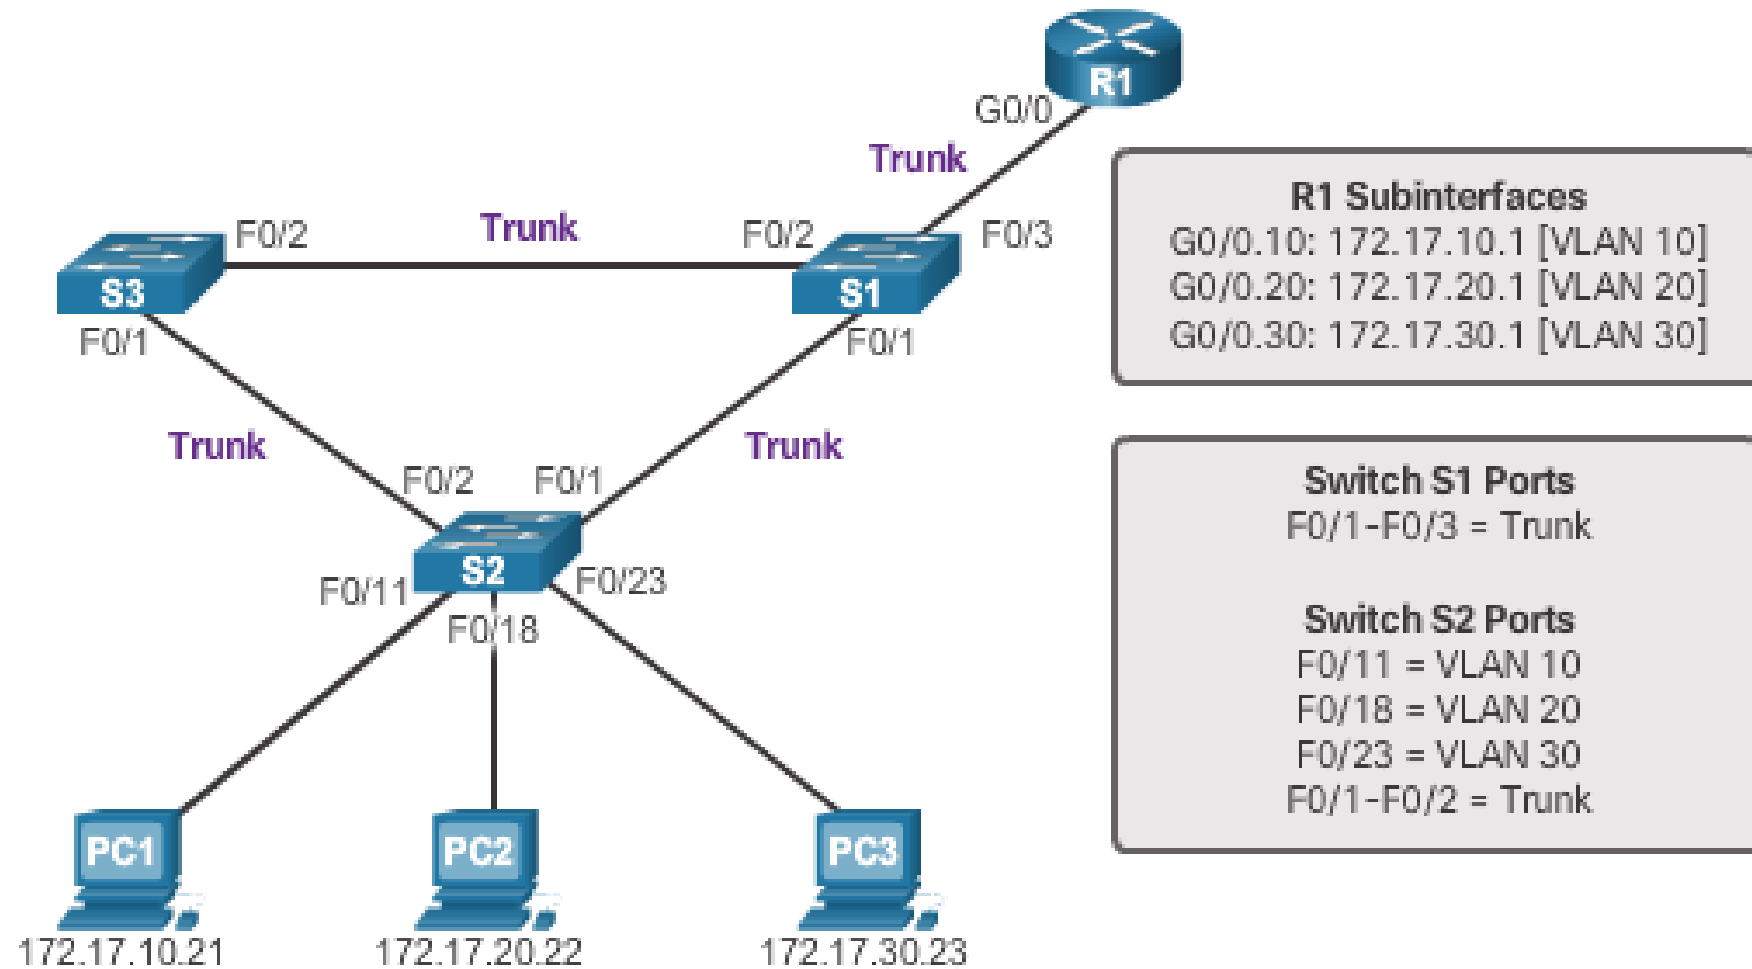 R1
G0/0
Trunk
R1 Subinterfaces
G0/0.10: 172.17.10.1 [VLAN 10]
G0/0.20: 172.17.20.1 [VLAN 20]
G0/0.30: 172.17.30.1 [VLAN 30]
F0/2
Trunk
F0/2
F0/3
S3
S1
F0/1
F0/1
Trunk
Trunk
F0/2
F0/1
S2
F0/11
F0/18
F0/23
Switch S1 Ports
F0/1-F0/3 = Trunk
Switch S2 Ports
F0/11 = VLAN 10
F0/18 = VLAN 20
F0/23 = VLAN 30
F0/1-F0/2 = Trunk
PC1
PC2
PC3
172.17.10.21
172.17.20.22
172.17.30.23